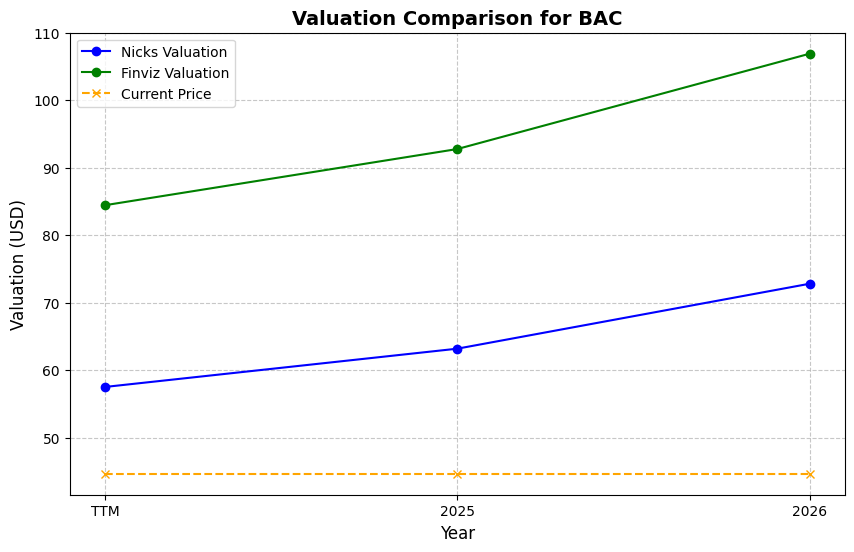 Valuation Comparison for BAC
Nicks Valuation
Finviz Valuation
Current Price
Valuation (USD)
110
100
90
80
70
60
50
TTM
2025
2026
Year